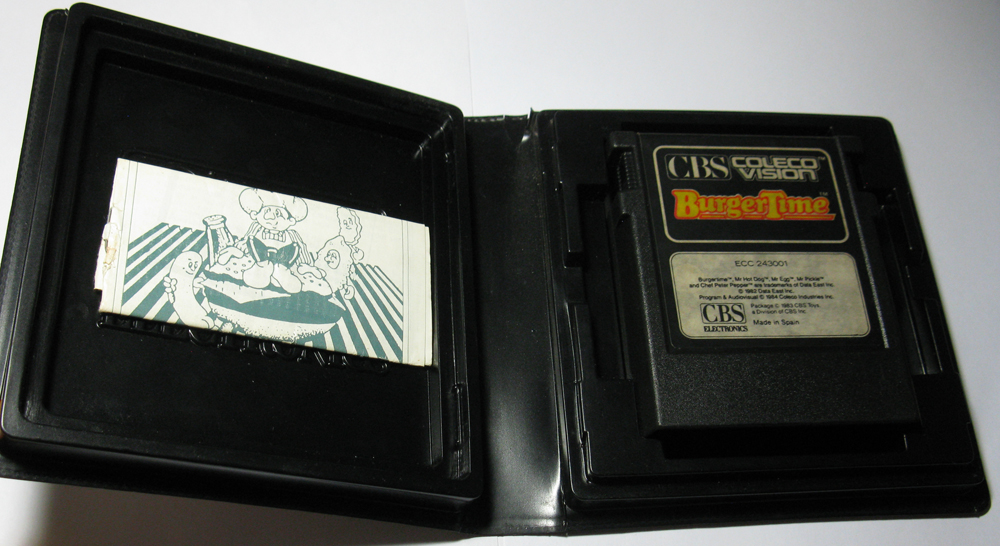 CBS COLECO VISION™
BurgerTime™
ECC 243001
Burgertime™, Mr Hot Dog™, Mr Egg™, Mr Pickle™
and Chef Peter Pepper™ are trademarks of Data East Inc.
© 1982 Data East Inc.
Program & Audiovisual © 1984 Coleco Industries Inc.
CBS ELECTRONICS
Package © 1983 CBS Toys
a Division of CBS Inc.
Made in Spain